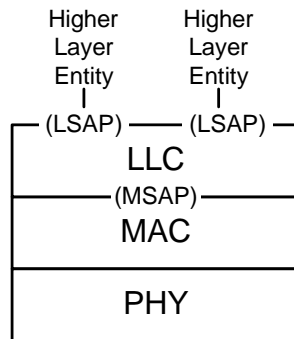 Higher Higher
Layer Layer
Entity Entity
(LSAP) (LSAP)
LLC
(MSAP)
MAC
PHY